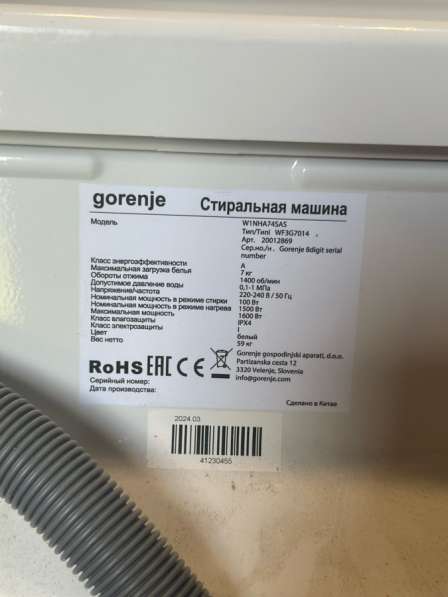 gorenje Стиральная машина
Модель W1NHA74SAS
Тип/Типі WF3G7014
Арт. 20012869
Сер.но./н. Gorenje 8digit serial
number
Класс энергоэффективности A
Максимальная загрузка белья 7 кг
Обороты отжима 1400 об/мин
Допустимое давление воды 0,1-1 МПа
Напряжение/частота 220-240 В / 50 Гц
Номинальная мощность в режиме стирки 100 Вт
Номинальная мощность в режиме нагрева 1500 Вт
Максимальная мощность 1600 Вт
Класс влагозащиты IPX4
Класс электрозащиты I
Цвет белый
Вес нетто 59 кг
RoHS EAC CE
Gorenje gospodinjski aparati, d.o.o.
Partizanska cesta 12
3320 Velenje, Slovenia
info@gorenje.com
Серийный номер:
Дата производства:
Сделано в Китае
2024.03
41230455